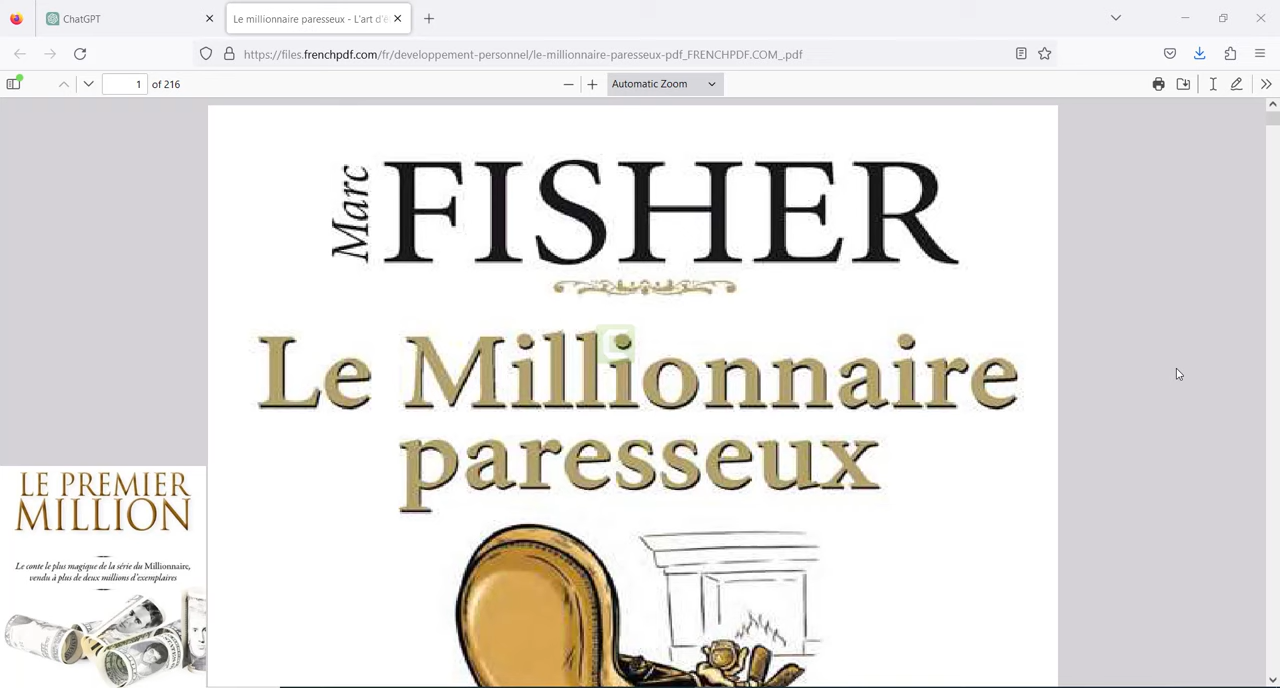 ChatGPT
Le millionnaire paresseux - L'art d'ê
https://files.frenchpdf.com/fr/developpement-personnel/le-millionnaire-paresseux-pdf_FRENCHPDF.COM_.pdf
1 of 216
Automatic Zoom
Marc FISHER
Le Millionnaire
paresseux
LE PREMIER
MILLION
Le conte le plus magique de la série du Millionnaire,
vendu à plus de deux millions d'exemplaires